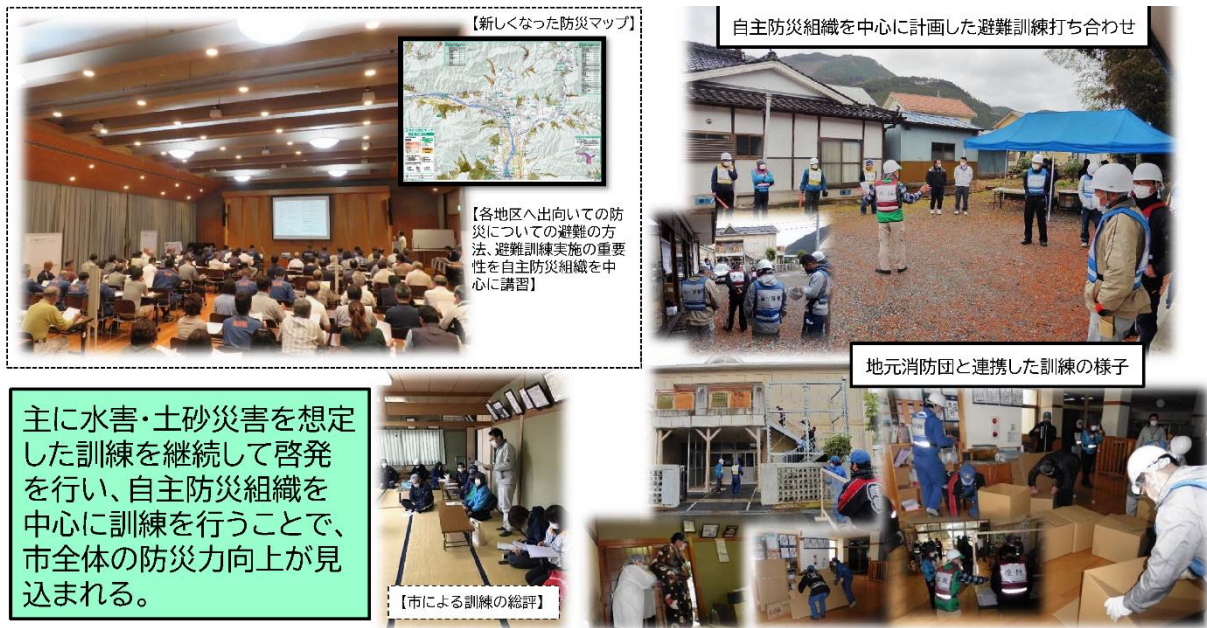 【新しくなった防災マップ】
【各地区へ出向いての防
災についての避難の方
法、避難訓練実施の重要
性を自主防災組織を中
心に講習】
自主防災組織を中心に計画した避難訓練打ち合わせ
地元消防団と連携した訓練の様子
主に水害・土砂災害を想定
した訓練を継続して啓発
を行い、自主防災組織を
中心に訓練を行うことで、
市全体の防災力向上が見
込まれる。
【市による訓練の総評】